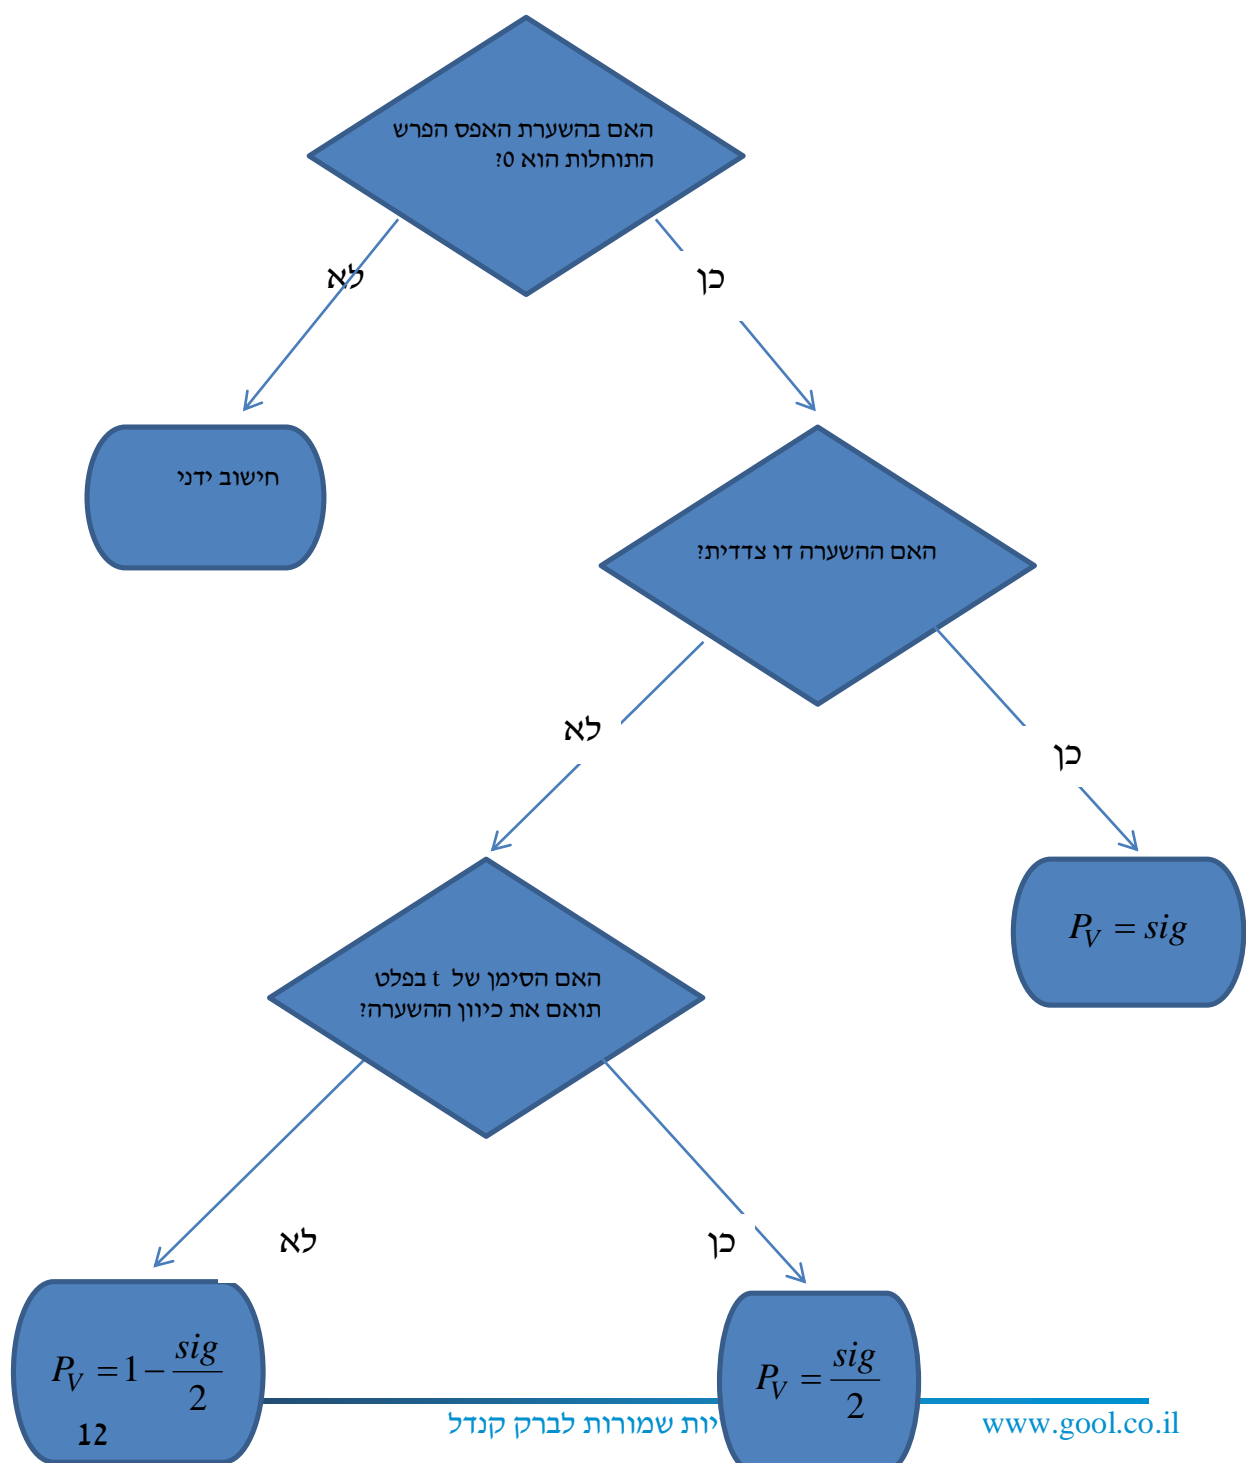 האם בהשערת האפס הפרש
התוחלות הוא 0?
לא
כן
חישוב ידני
האם ההשערה דו צדדית?
לא
כן
P_V = sig
האם הסימן של t בפלט
תואם את כיוון ההשערה?
לא
כן
P_V = 1 - sig/2
P_V = sig/2
12
יות שמורות לברק קנדל
www.gool.co.il